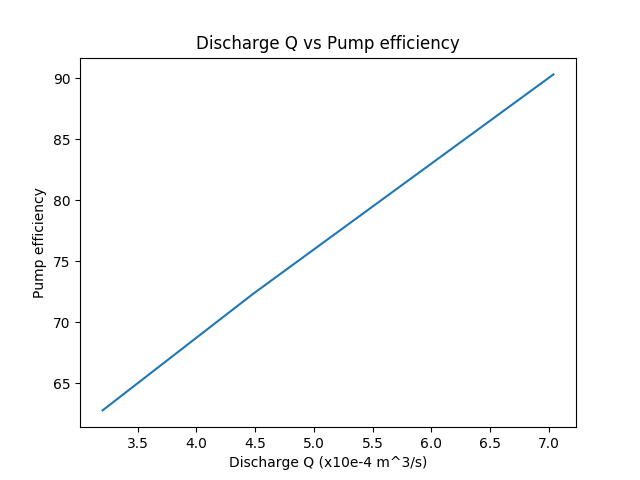 Discharge Q vs Pump efficiency
90
85
80
75
70
65
Pump efficiency
3.5 4.0 4.5 5.0 5.5 6.0 6.5 7.0
Discharge Q (x10e-4 m^3/s)